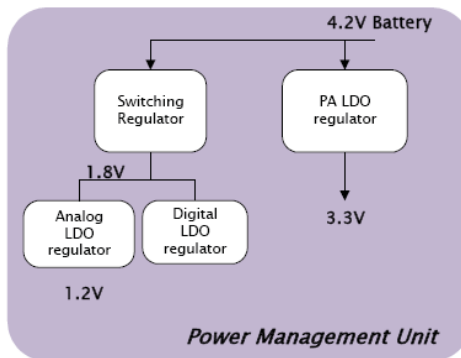 4.2V Battery
Switching
Regulator
PA LDO
regulator
1.8V
Analog
LDO
regulator
Digital
LDO
regulator
3.3V
1.2V
Power Management Unit